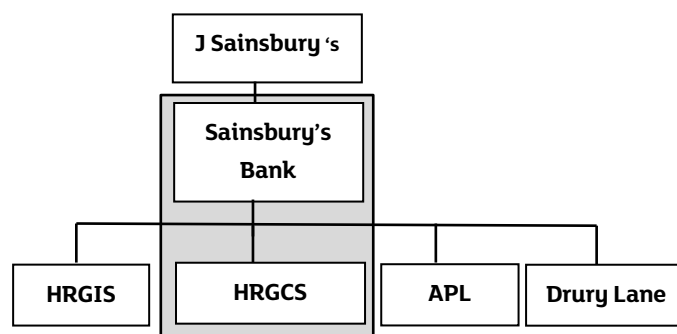 J Sainsbury ‘s
Sainsbury’s
Bank
HRGIS
HRGCS
APL
Drury Lane